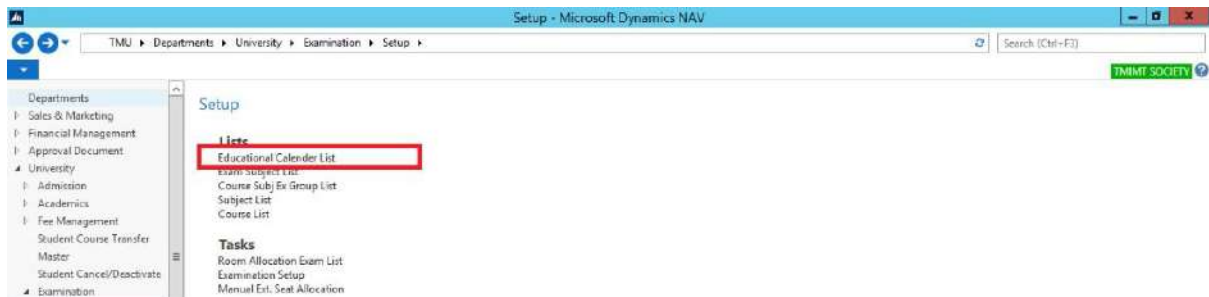 Setup - Microsoft Dynamics NAV
TMU ▸ Departments ▸ University ▸ Examination ▸ Setup ▸
Search (Ctrl+F3)
TMIMT SOCIETY
Departments
Sales & Marketing
Financial Management
Approval Document
University
Admission
Academics
Fee Management
Student Course Transfer
Master
Student Cancel/Deactivate
Examination
Setup
Lists
Educational Calender List
Exam Subject List
Course Subj Ex Group List
Subject List
Course List
Tasks
Room Allocation Exam List
Examination Setup
Manuel Ext. Seat Allocation